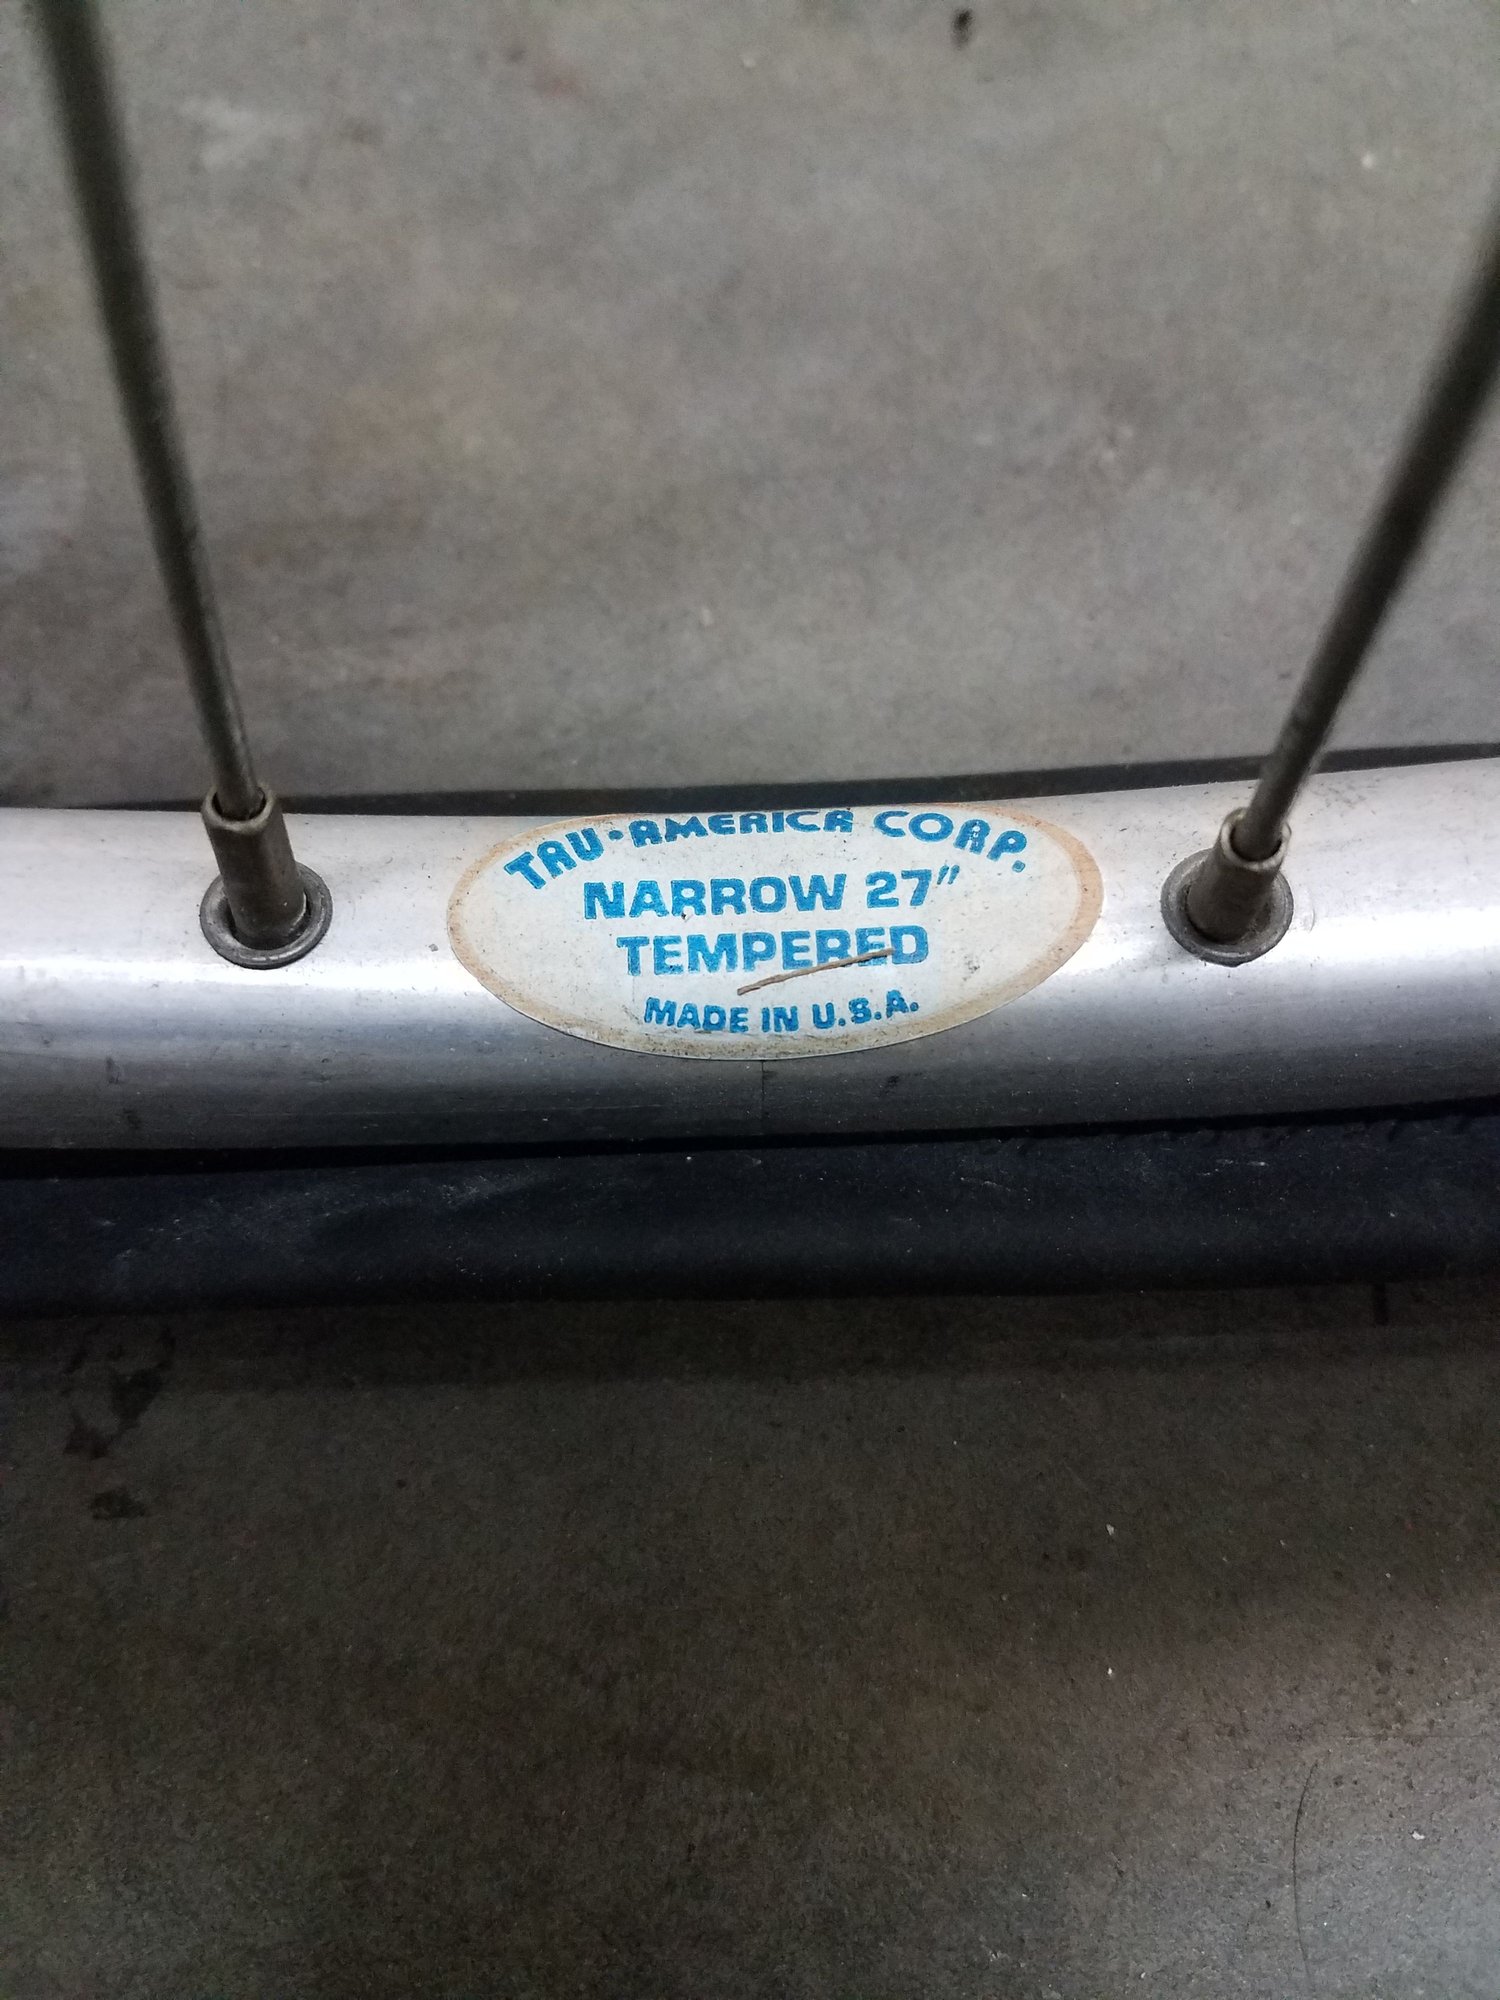 TRU·AMERICA CORP.
NARROW 27"
TEMPERED
MADE IN U.S.A.